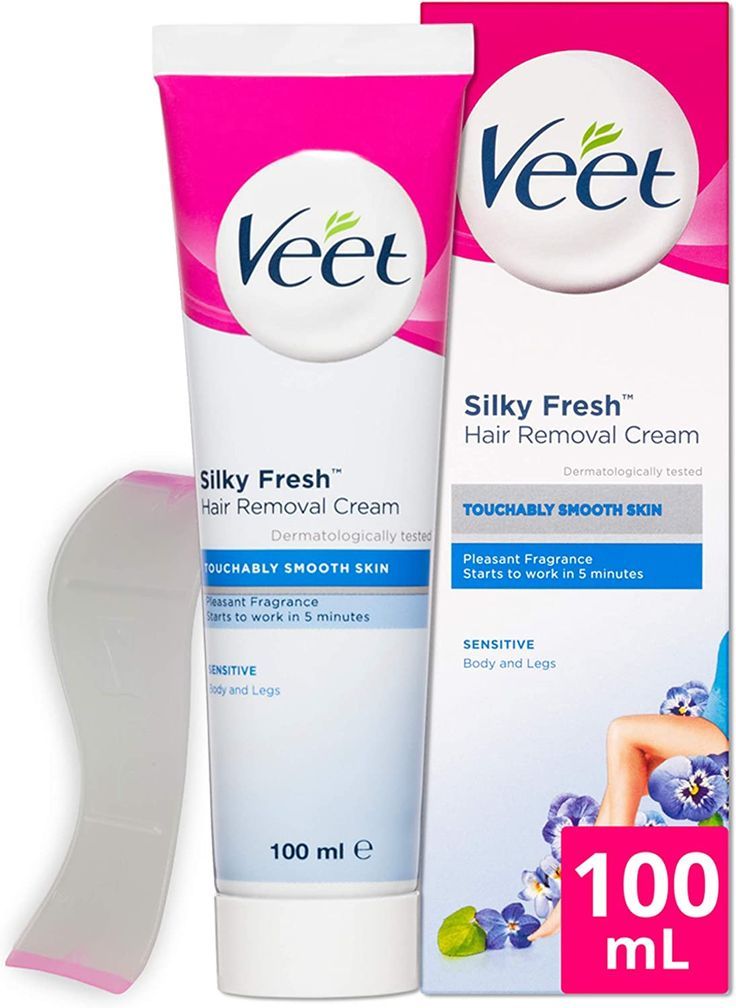 Veet
Silky Fresh™
Hair Removal Cream
Dermatologically tested
TOUCHABLY SMOOTH SKIN
Pleasant Fragrance
Starts to work in 5 minutes
SENSITIVE
Body and Legs
100 ml ℮
Veet
Silky Fresh™
Hair Removal Cream
Dermatologically tested
TOUCHABLY SMOOTH SKIN
Pleasant Fragrance
Starts to work in 5 minutes
SENSITIVE
Body and Legs
100
mL